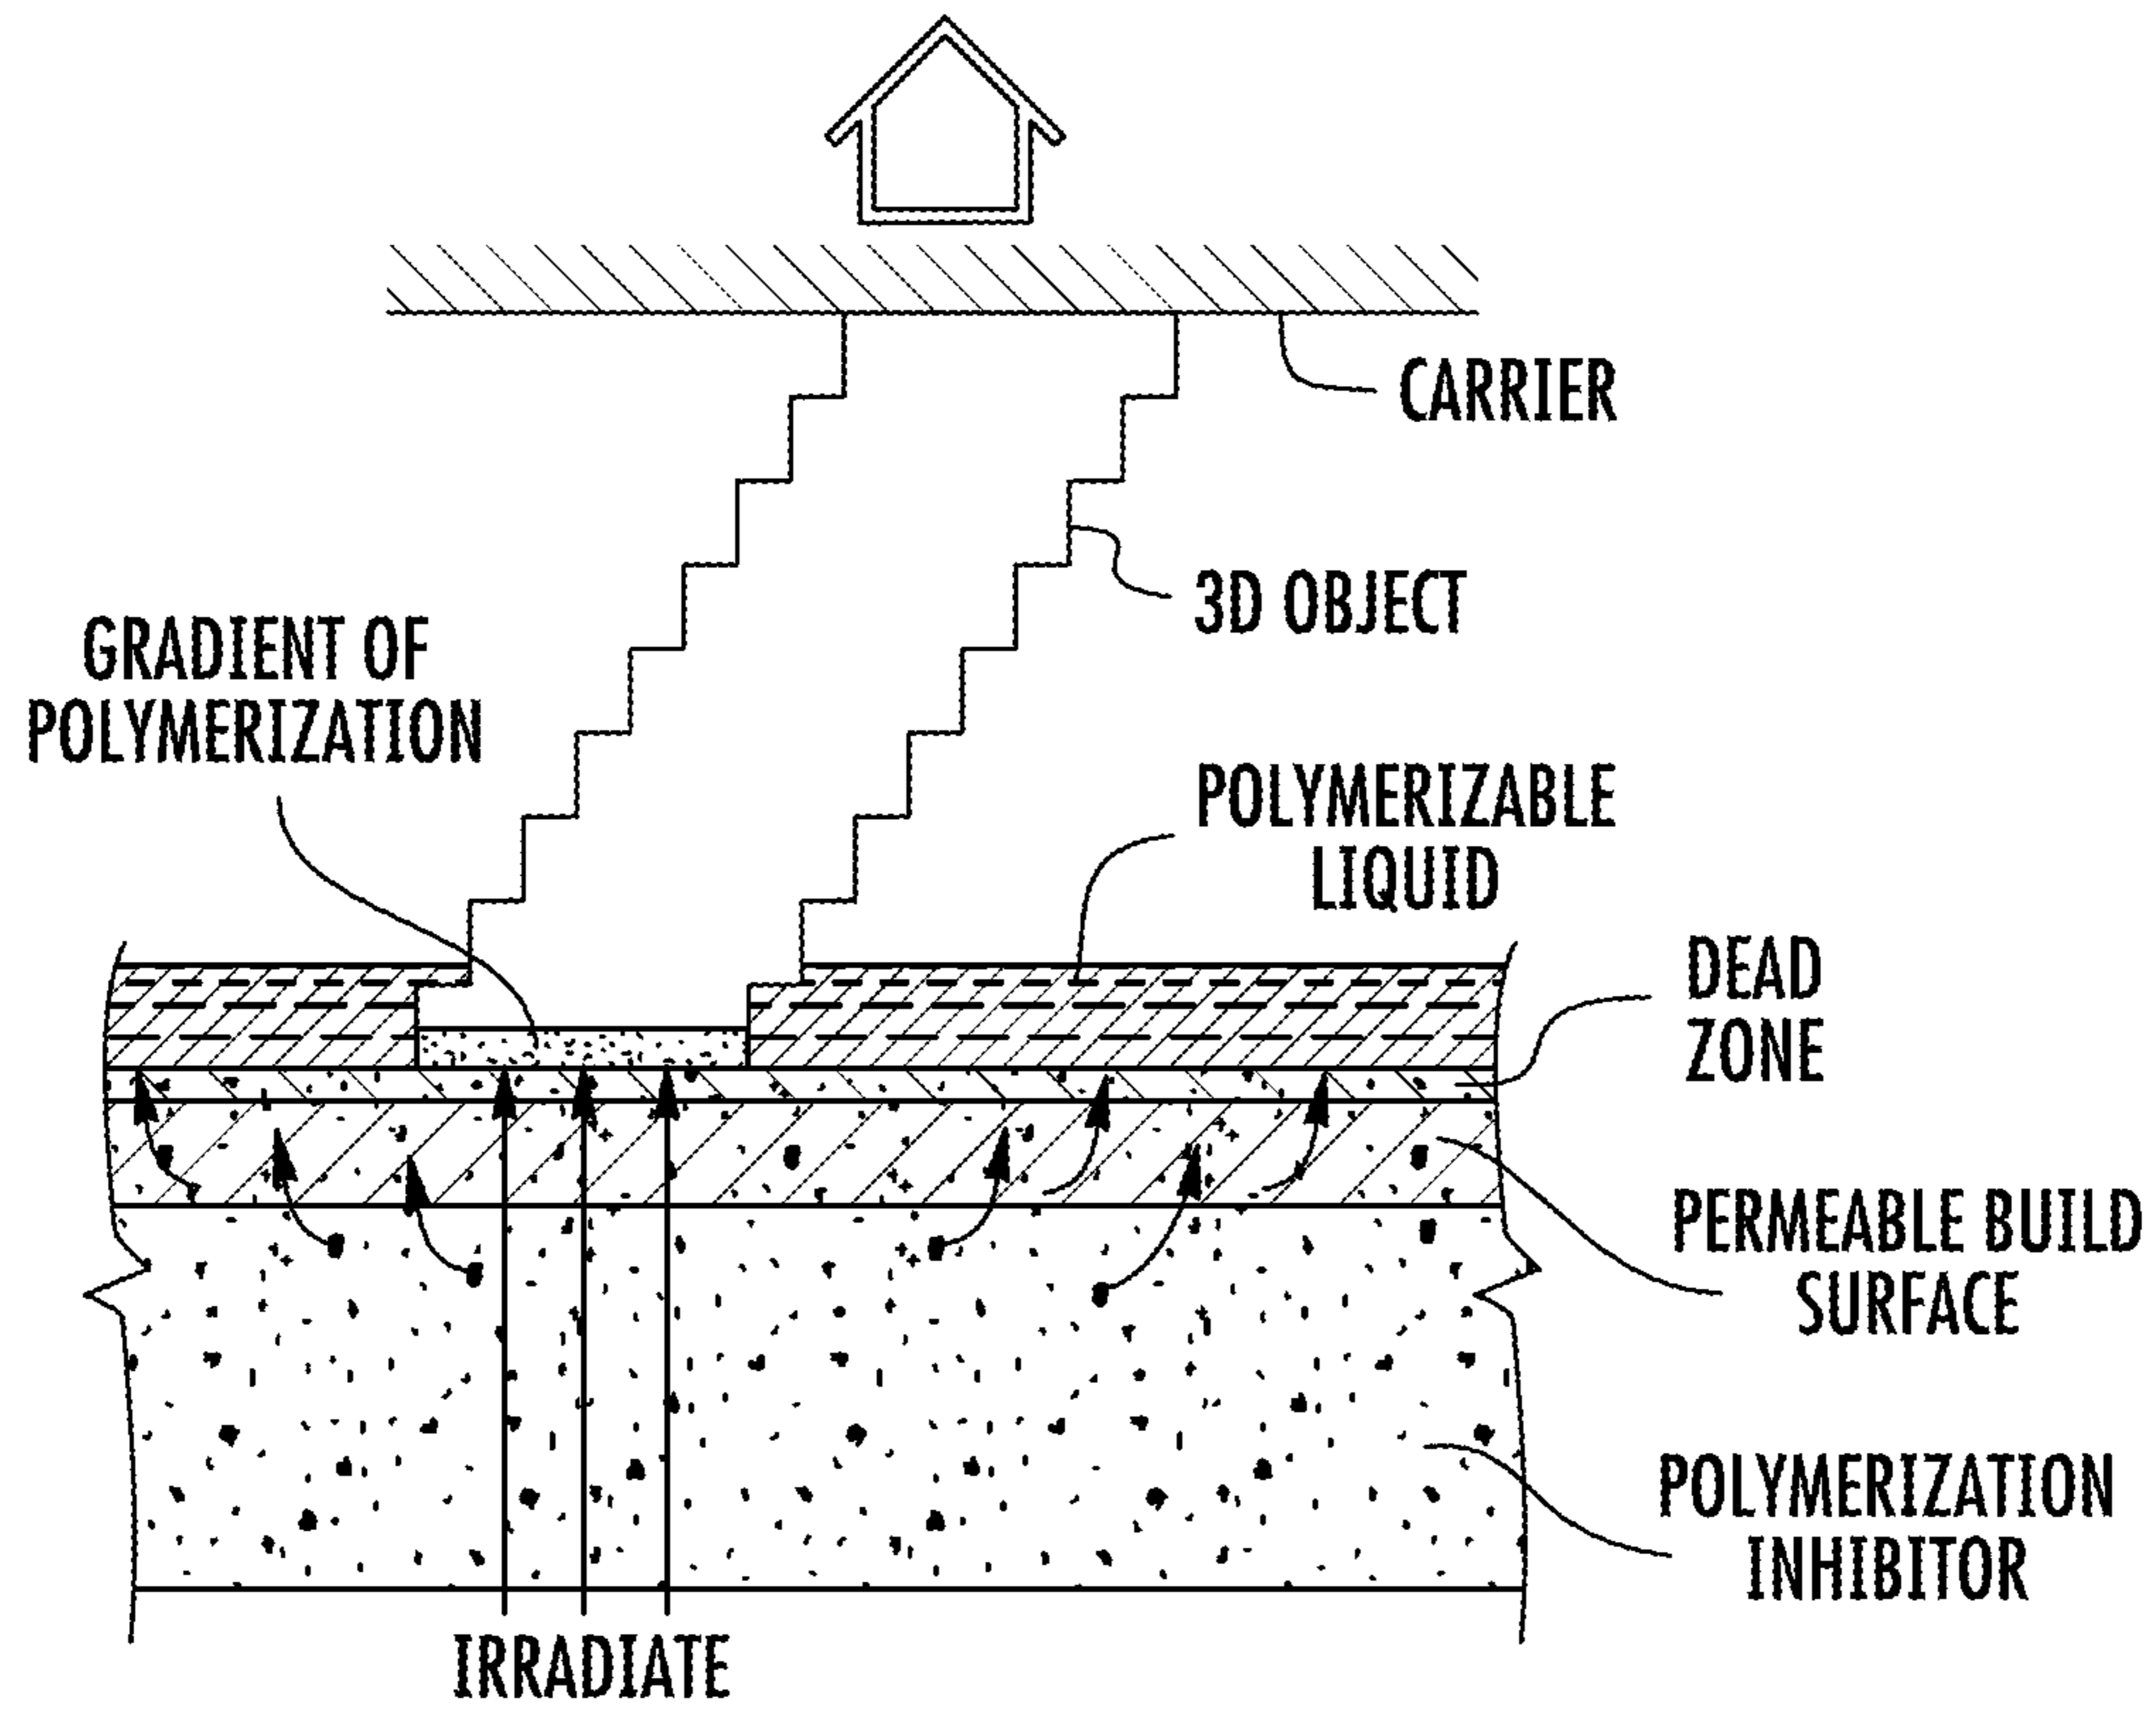 CARRIER
3D OBJECT
GRADIENT OF
POLYMERIZATION
POLYMERIZABLE
LIQUID
DEAD
ZONE
PERMEABLE BUILD
SURFACE
POLYMERIZATION
INHIBITOR
IRRADIATE